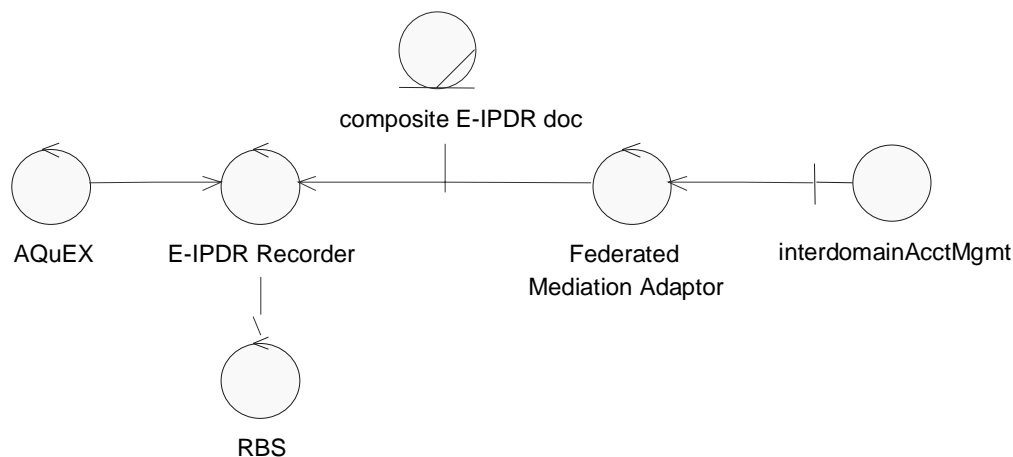 composite E-IPDR doc
AQuEX
E-IPDR Recorder
Federated
Mediation Adaptor
interdomainAcctMgmt
RBS